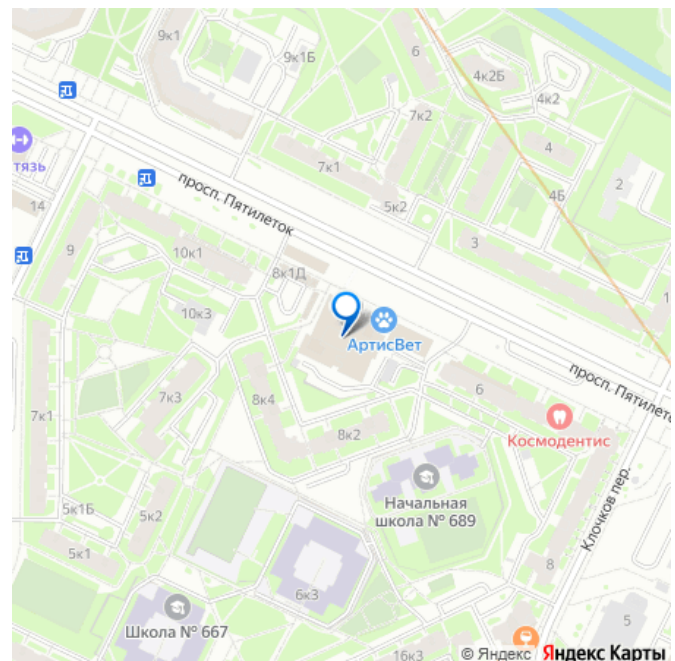 9к1
9к1Б
6
4к2Б
4к2
7к2
4
тязь
7к1
4Б
2
просп. Пятилеток
5к2
14
3
9
10к1
8к1Д
10к3
АртисВет
просп. Пятилеток
6
7к3
8к4
7к1
8к2
Космодентис
Начальная
школа № 689
Клочков пер.
5к1Б
5к2
5к1
8
6к3
Школа № 667
5
16к3
© Яндекс Яндекс Карты